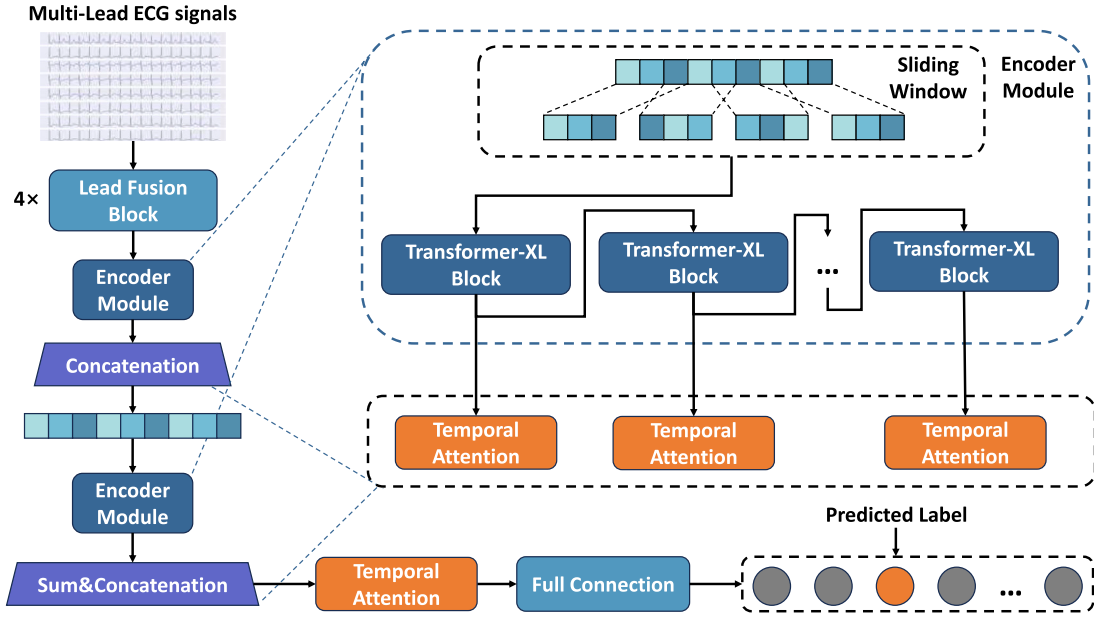 Multi-Lead ECG signals
4×
Lead Fusion
Block
Encoder
Module
Concatenation
Encoder
Module
Sum&Concatenation
Sliding
Window
Encoder
Module
Transformer-XL
Block
Transformer-XL
Block
...
Transformer-XL
Block
Temporal
Attention
Temporal
Attention
Temporal
Attention
Temporal
Attention
Full Connection
Predicted Label
...